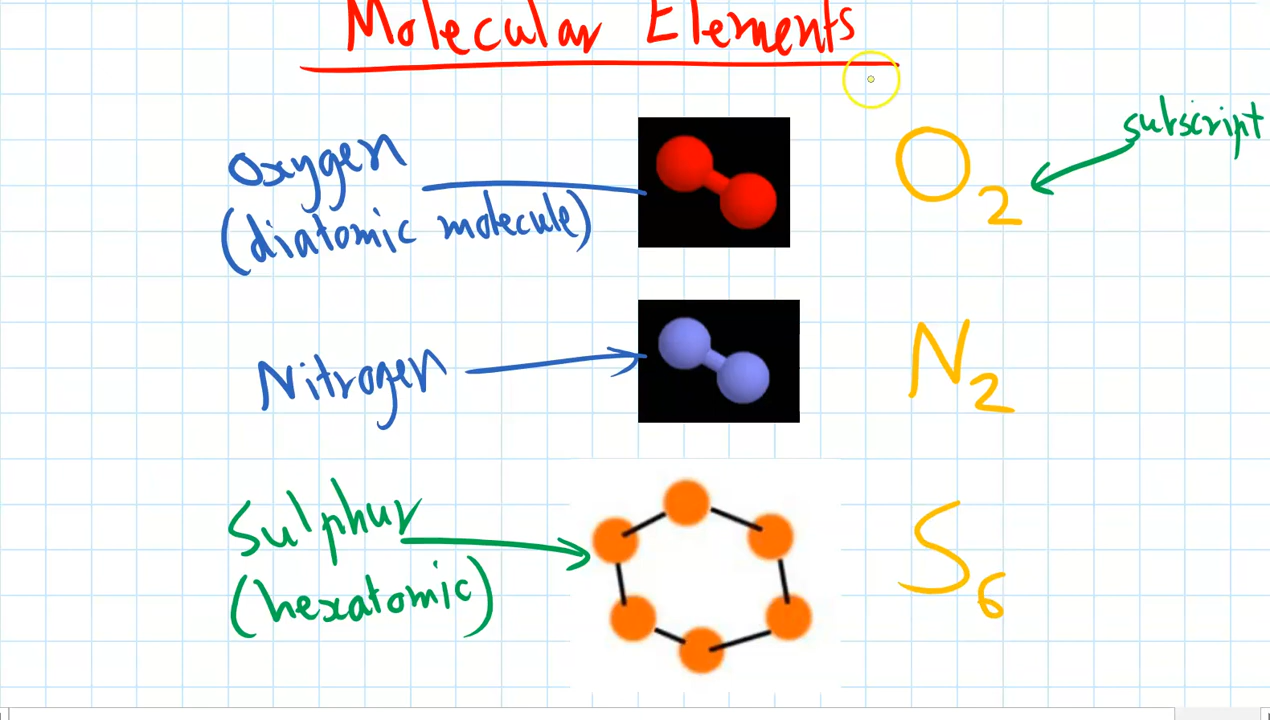 Molecular Elements
Oxygen
(diatomic molecule)
O2
subscript
Nitrogen
N2
Sulphur
(hexatomic)
S6